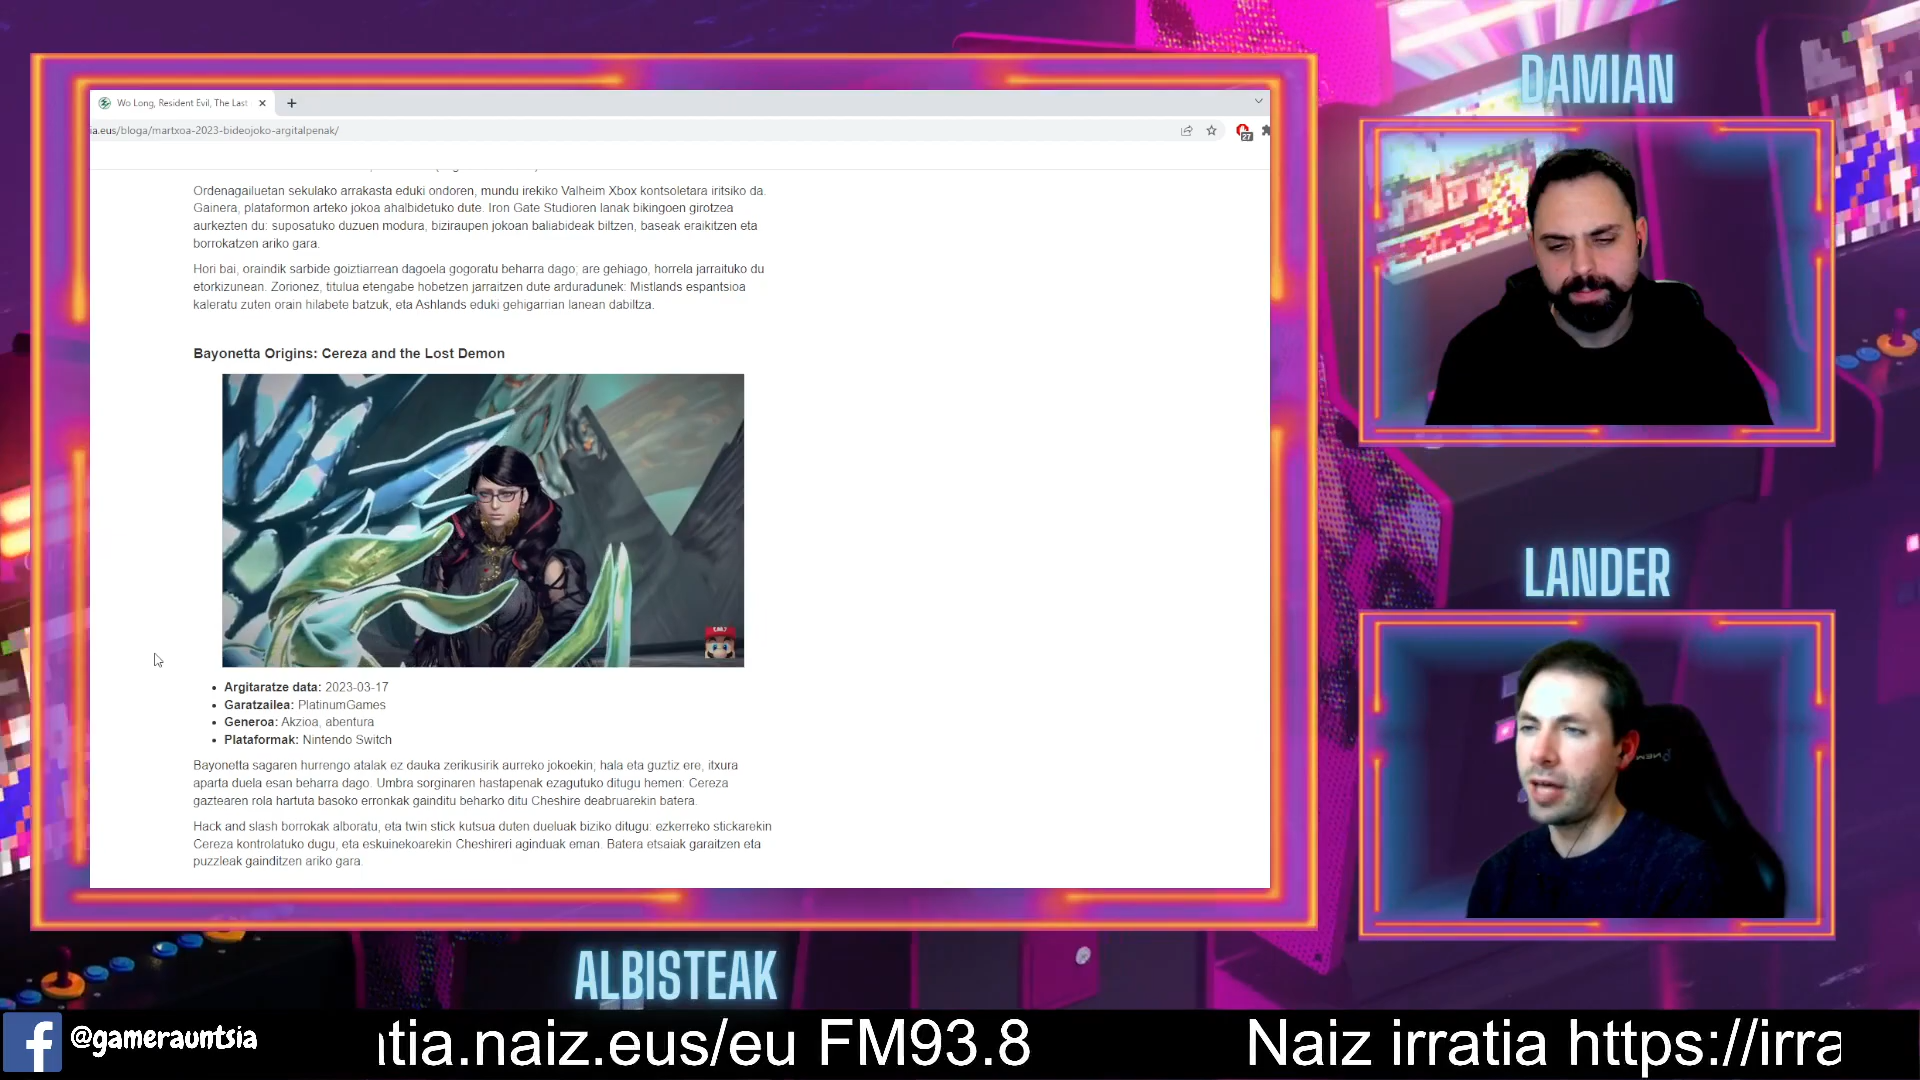 DAMIAN
Wo Long, Resident Evil, The Last
ia.eus/bloga/martxoa-2023-bideojoko-argitalpenak/
27
Ordenagailuetan sekulako arrakasta eduki ondoren, mundu irekiko Valheim Xbox kontsoletara iritsiko da.
Gainera, plataformon arteko jokoa ahalbidetuko dute. Iron Gate Studioren lanak bikingoen girotzea
aurkezten du: suposatuko duzuen modura, biziraupen jokoan baliabideak biltzen, baseak eraikitzen eta
borrokatzen ariko gara.
Hori bai, oraindik sarbide goiztiarrean dagoela gogoratu beharra dago; are gehiago, horrela jarraituko du
etorkizunean. Zorionez, titulua etengabe hobetzen jarraitzen dute arduradunek: Mistlands espantsioa
kaleratu zuten orain hilabete batzuk, eta Ashlands eduki gehigarrian lanean dabiltza.
Bayonetta Origins: Cereza and the Lost Demon
• Argitaratze data: 2023-03-17
• Garatzailea: PlatinumGames
• Generoa: Akzioa, abentura
• Plataformak: Nintendo Switch
Bayonetta sagaren hurrengo atalak ez dauka zerikusirik aurreko jokoekin; hala eta guztiz ere, itxura
aparta duela esan beharra dago. Umbra sorginaren hastapenak ezagutuko ditugu hemen: Cereza
gaztearen rola hartuta basoko erronkak gainditu beharko ditu Cheshire deabruarekin batera.
Hack and slash borrokak alboratu, eta twin stick kutsua duten dueluak biziko ditugu: ezkerreko stickarekin
Cereza kontrolatuko dugu, eta eskuinekoarekin Cheshireri aginduak eman. Batera etsaiak garaitzen eta
puzzleak gainditzen ariko gara.
LANDER
ALBISTEAK
@gamerauntsia
tia.naiz.eus/eu FM93.8
Naiz irratia https://irra